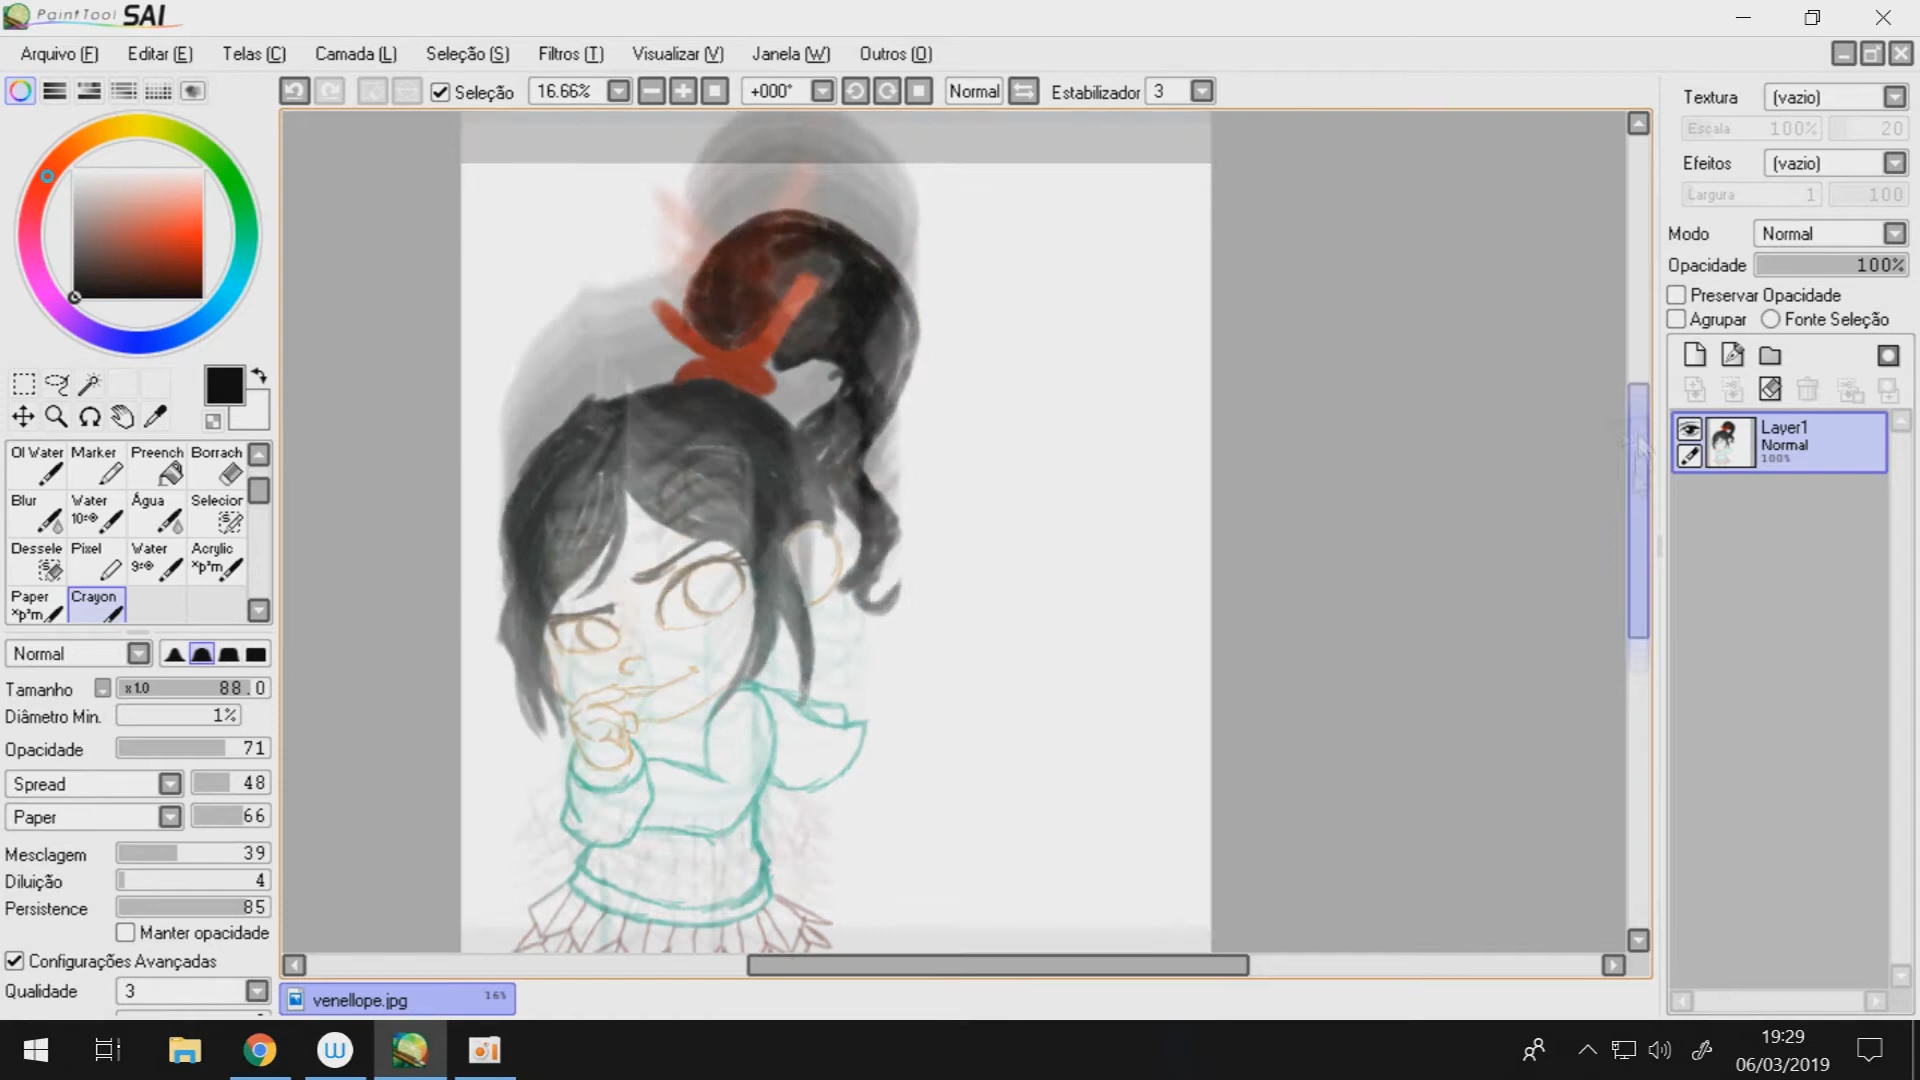 PaintTool SAI
Arquivo (F) Editar (E) Telas (C) Camada (L) Seleção (S) Filtros (T) Visualizar (V) Janela (W) Outros (O)
Seleção 16.66% +000° Normal Estabilizador 3
Textura (vazio)
Escala 100% 20
Efeitos (vazio)
Largura 1 100
Modo Normal
Opacidade 100%
Preservar Opacidade
Agrupar Fonte Seleção
Layer1
Normal
100%
Ol Water Marker Preench Borrach
Blur Water Água Selecior
Dessele Pixel Water Acrylic
Paper Crayon
Normal
Tamanho x 1.0 88.0
Diâmetro Min. 1%
Opacidade 71
Spread 48
Paper 66
Mesclagem 39
Diluição 4
Persistence 85
Manter opacidade
Configurações Avançadas
Qualidade 3
venellope.jpg 16%
19:29
06/03/2019